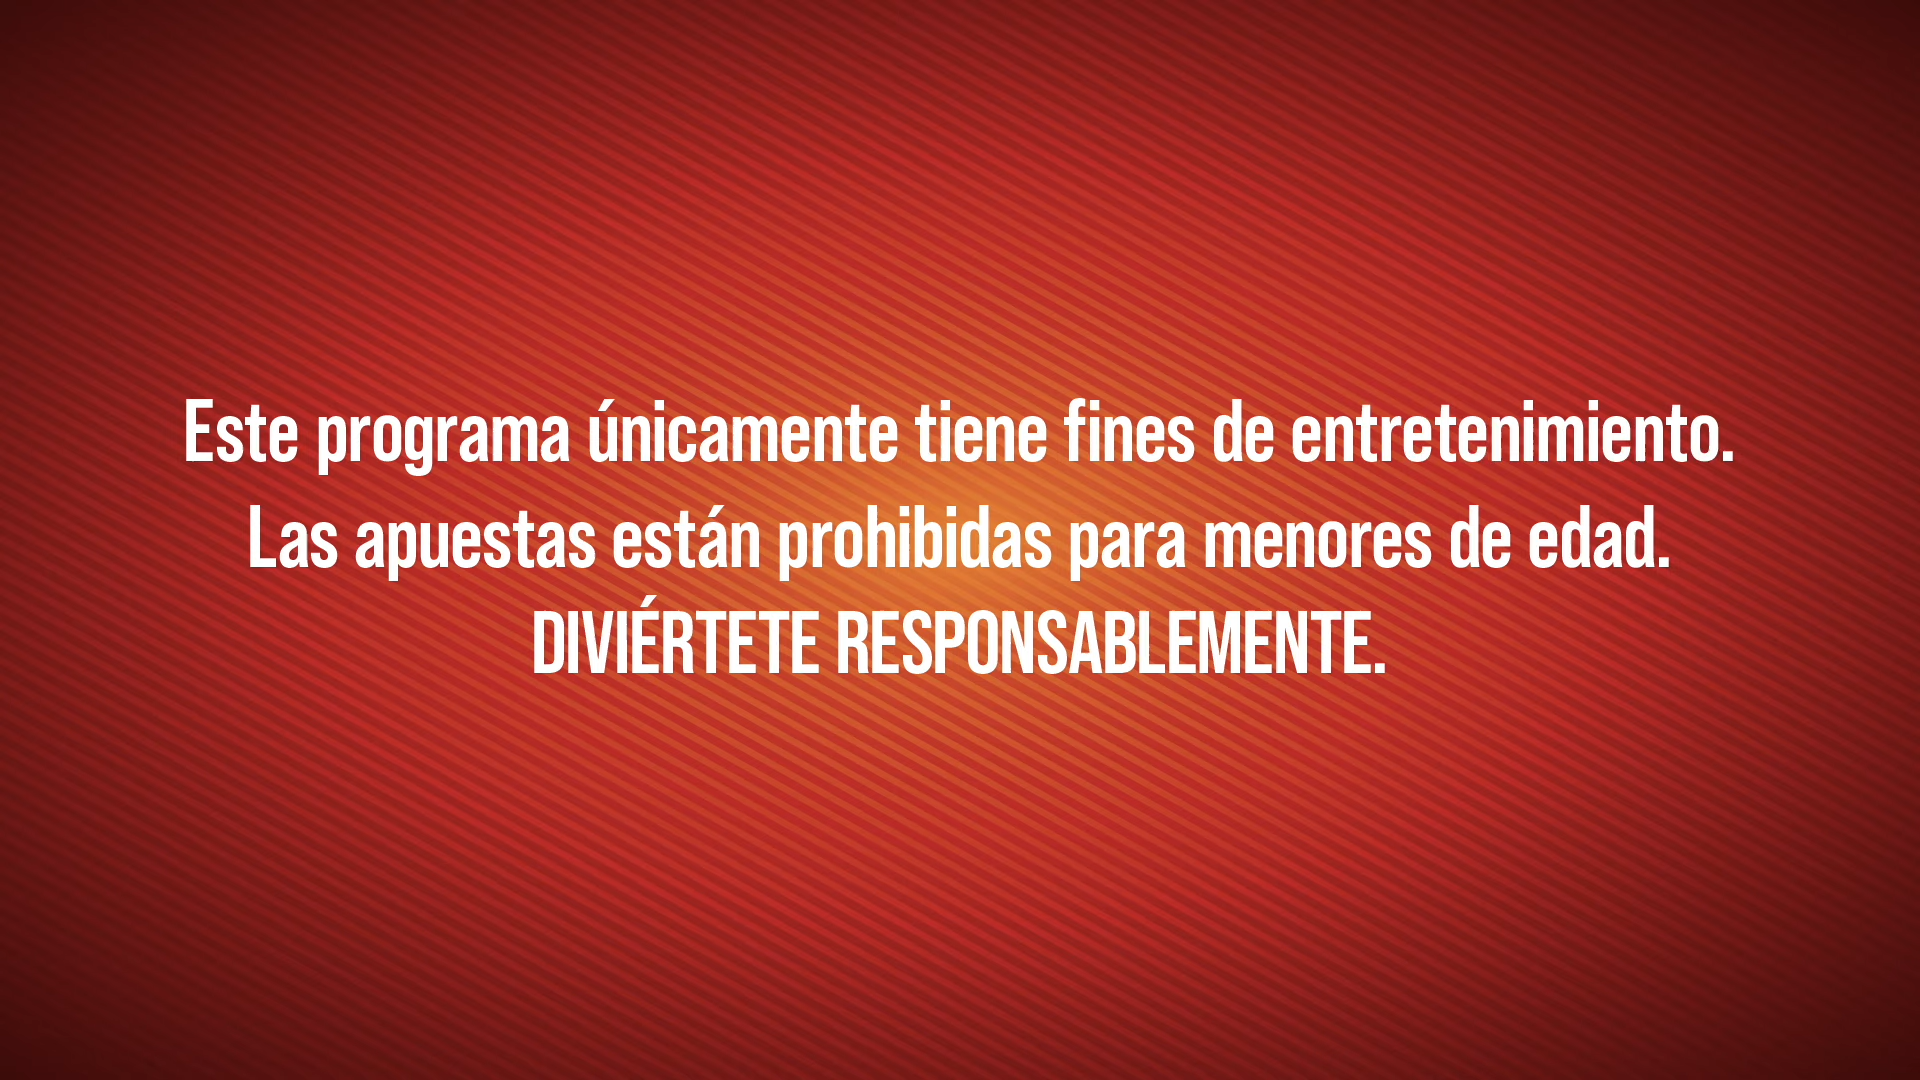 Este programa únicamente tiene fines de entretenimiento.
Las apuestas están prohibidas para menores de edad.
DIVIÉRTETE RESPONSABLEMENTE.